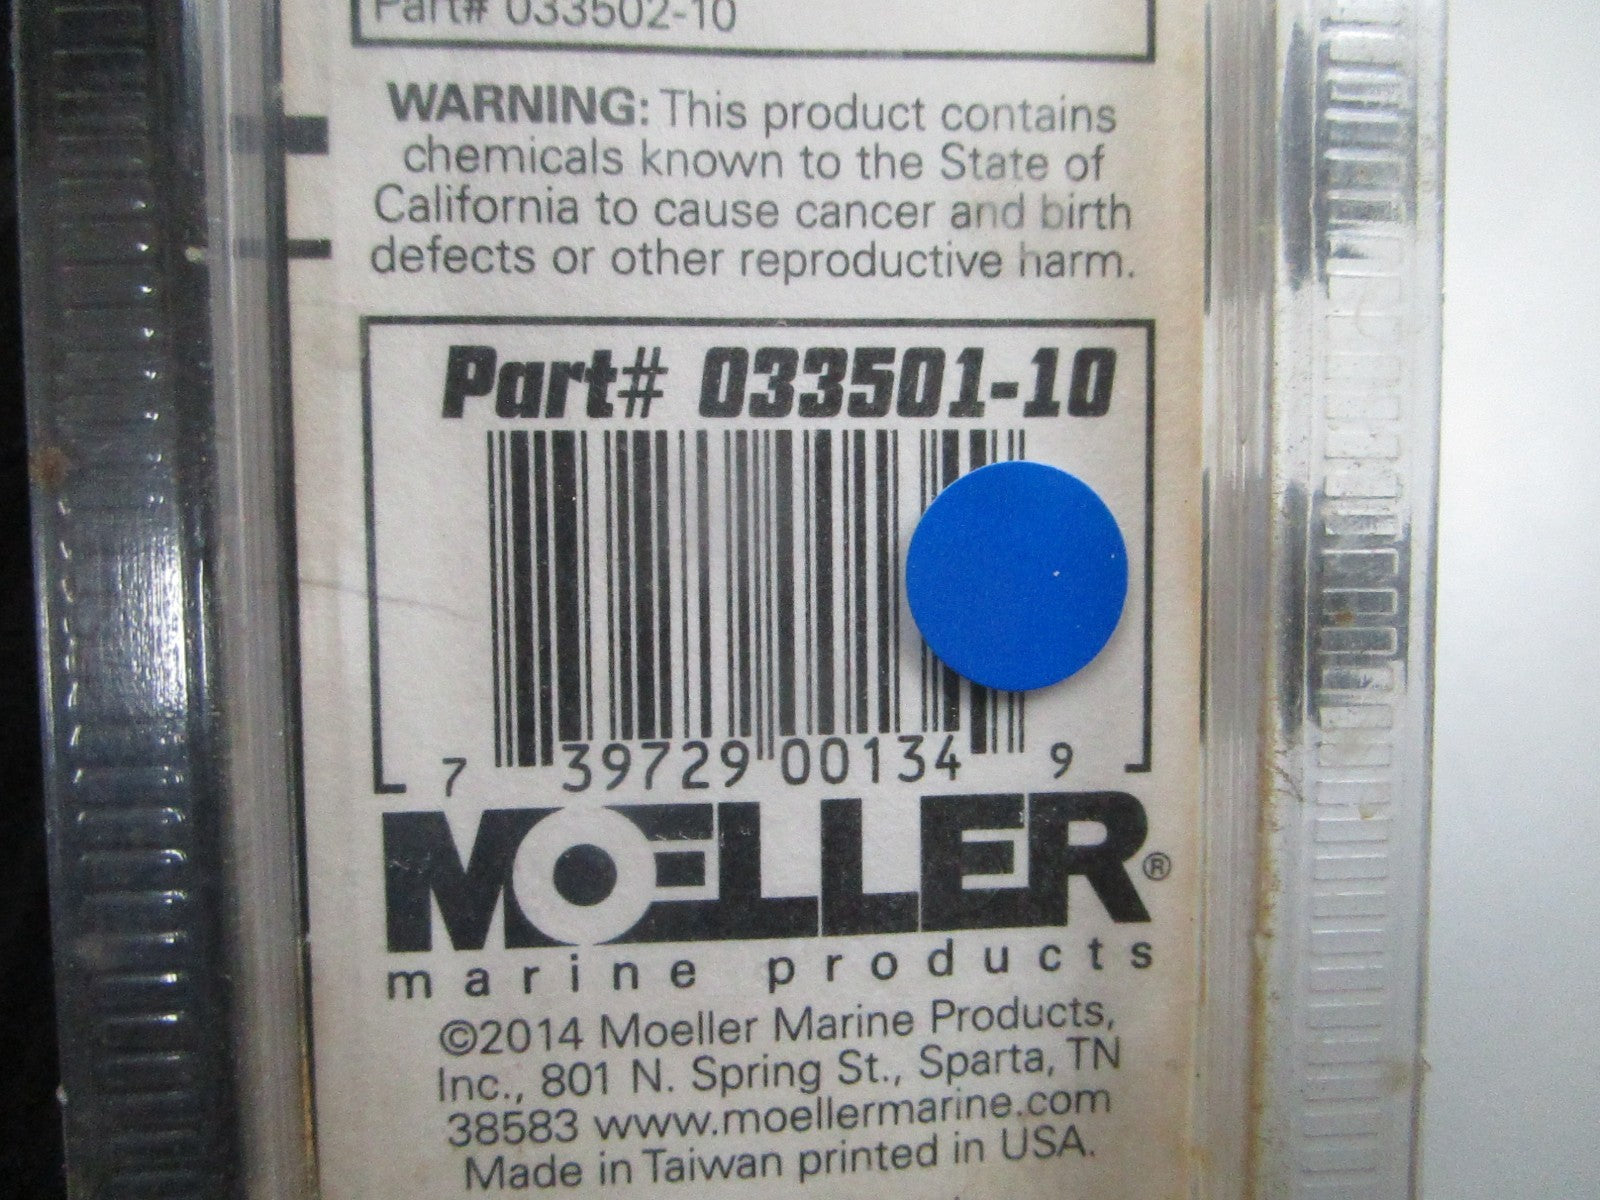 Part# 033502-10
WARNING: This product contains
chemicals known to the State of
California to cause cancer and birth
defects or other reproductive harm.
Part# 033501-10
7 39729 00134 9
MOELLER®
marine products
©2014 Moeller Marine Products,
Inc., 801 N. Spring St., Sparta, TN
38583 www.moellermarine.com
Made in Taiwan printed in USA.